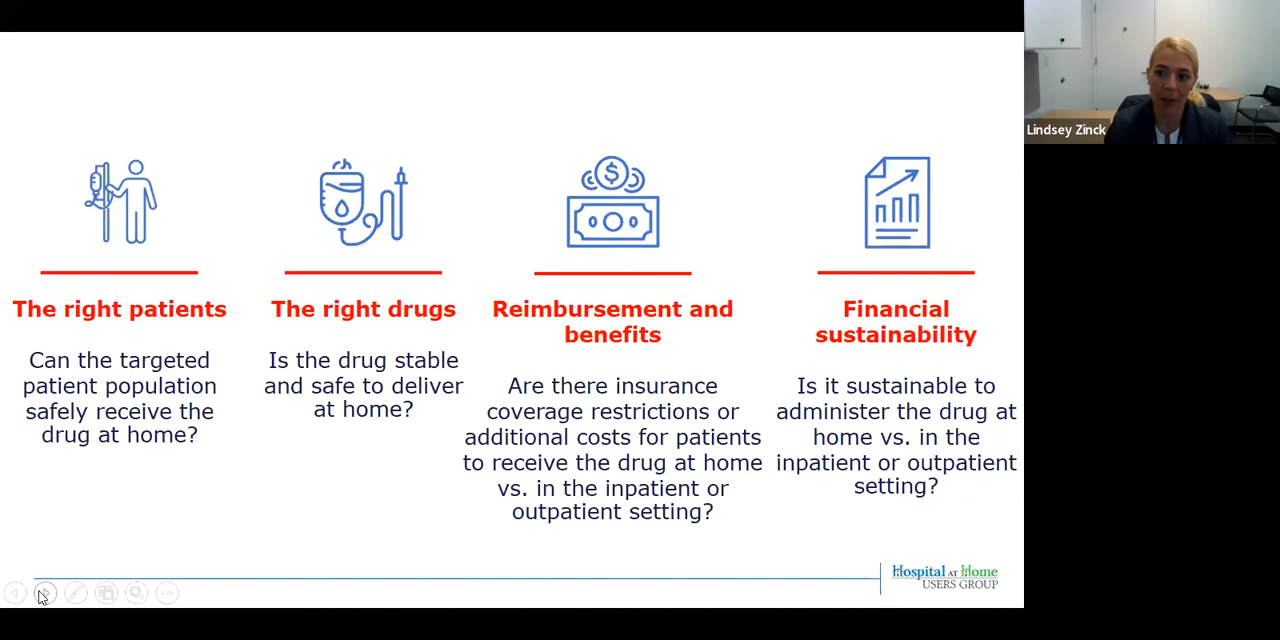 Lindsey Zinck
The right patients
Can the targeted
patient population
safely receive the
drug at home?
The right drugs
Is the drug stable
and safe to deliver
at home?
$
Reimbursement and
benefits
Are there insurance
coverage restrictions or
additional costs for patients
to receive the drug at home
vs. in the inpatient or
outpatient setting?
Financial
sustainability
Is it sustainable to
administer the drug at
home vs. in the
inpatient or outpatient
setting?
Hospital AT Home
USERS GROUP